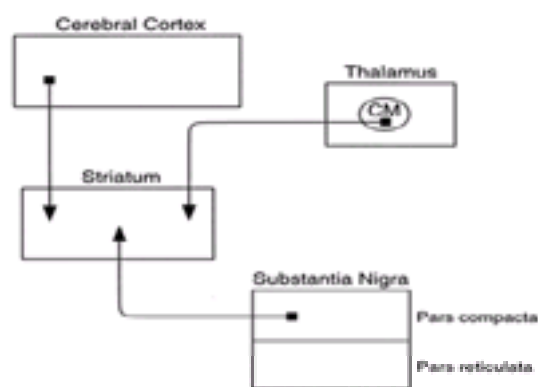 Cerebral Cortex
Thalamus
CM
Striatum
Substantia Nigra
Pars compacta
Pars reticulata